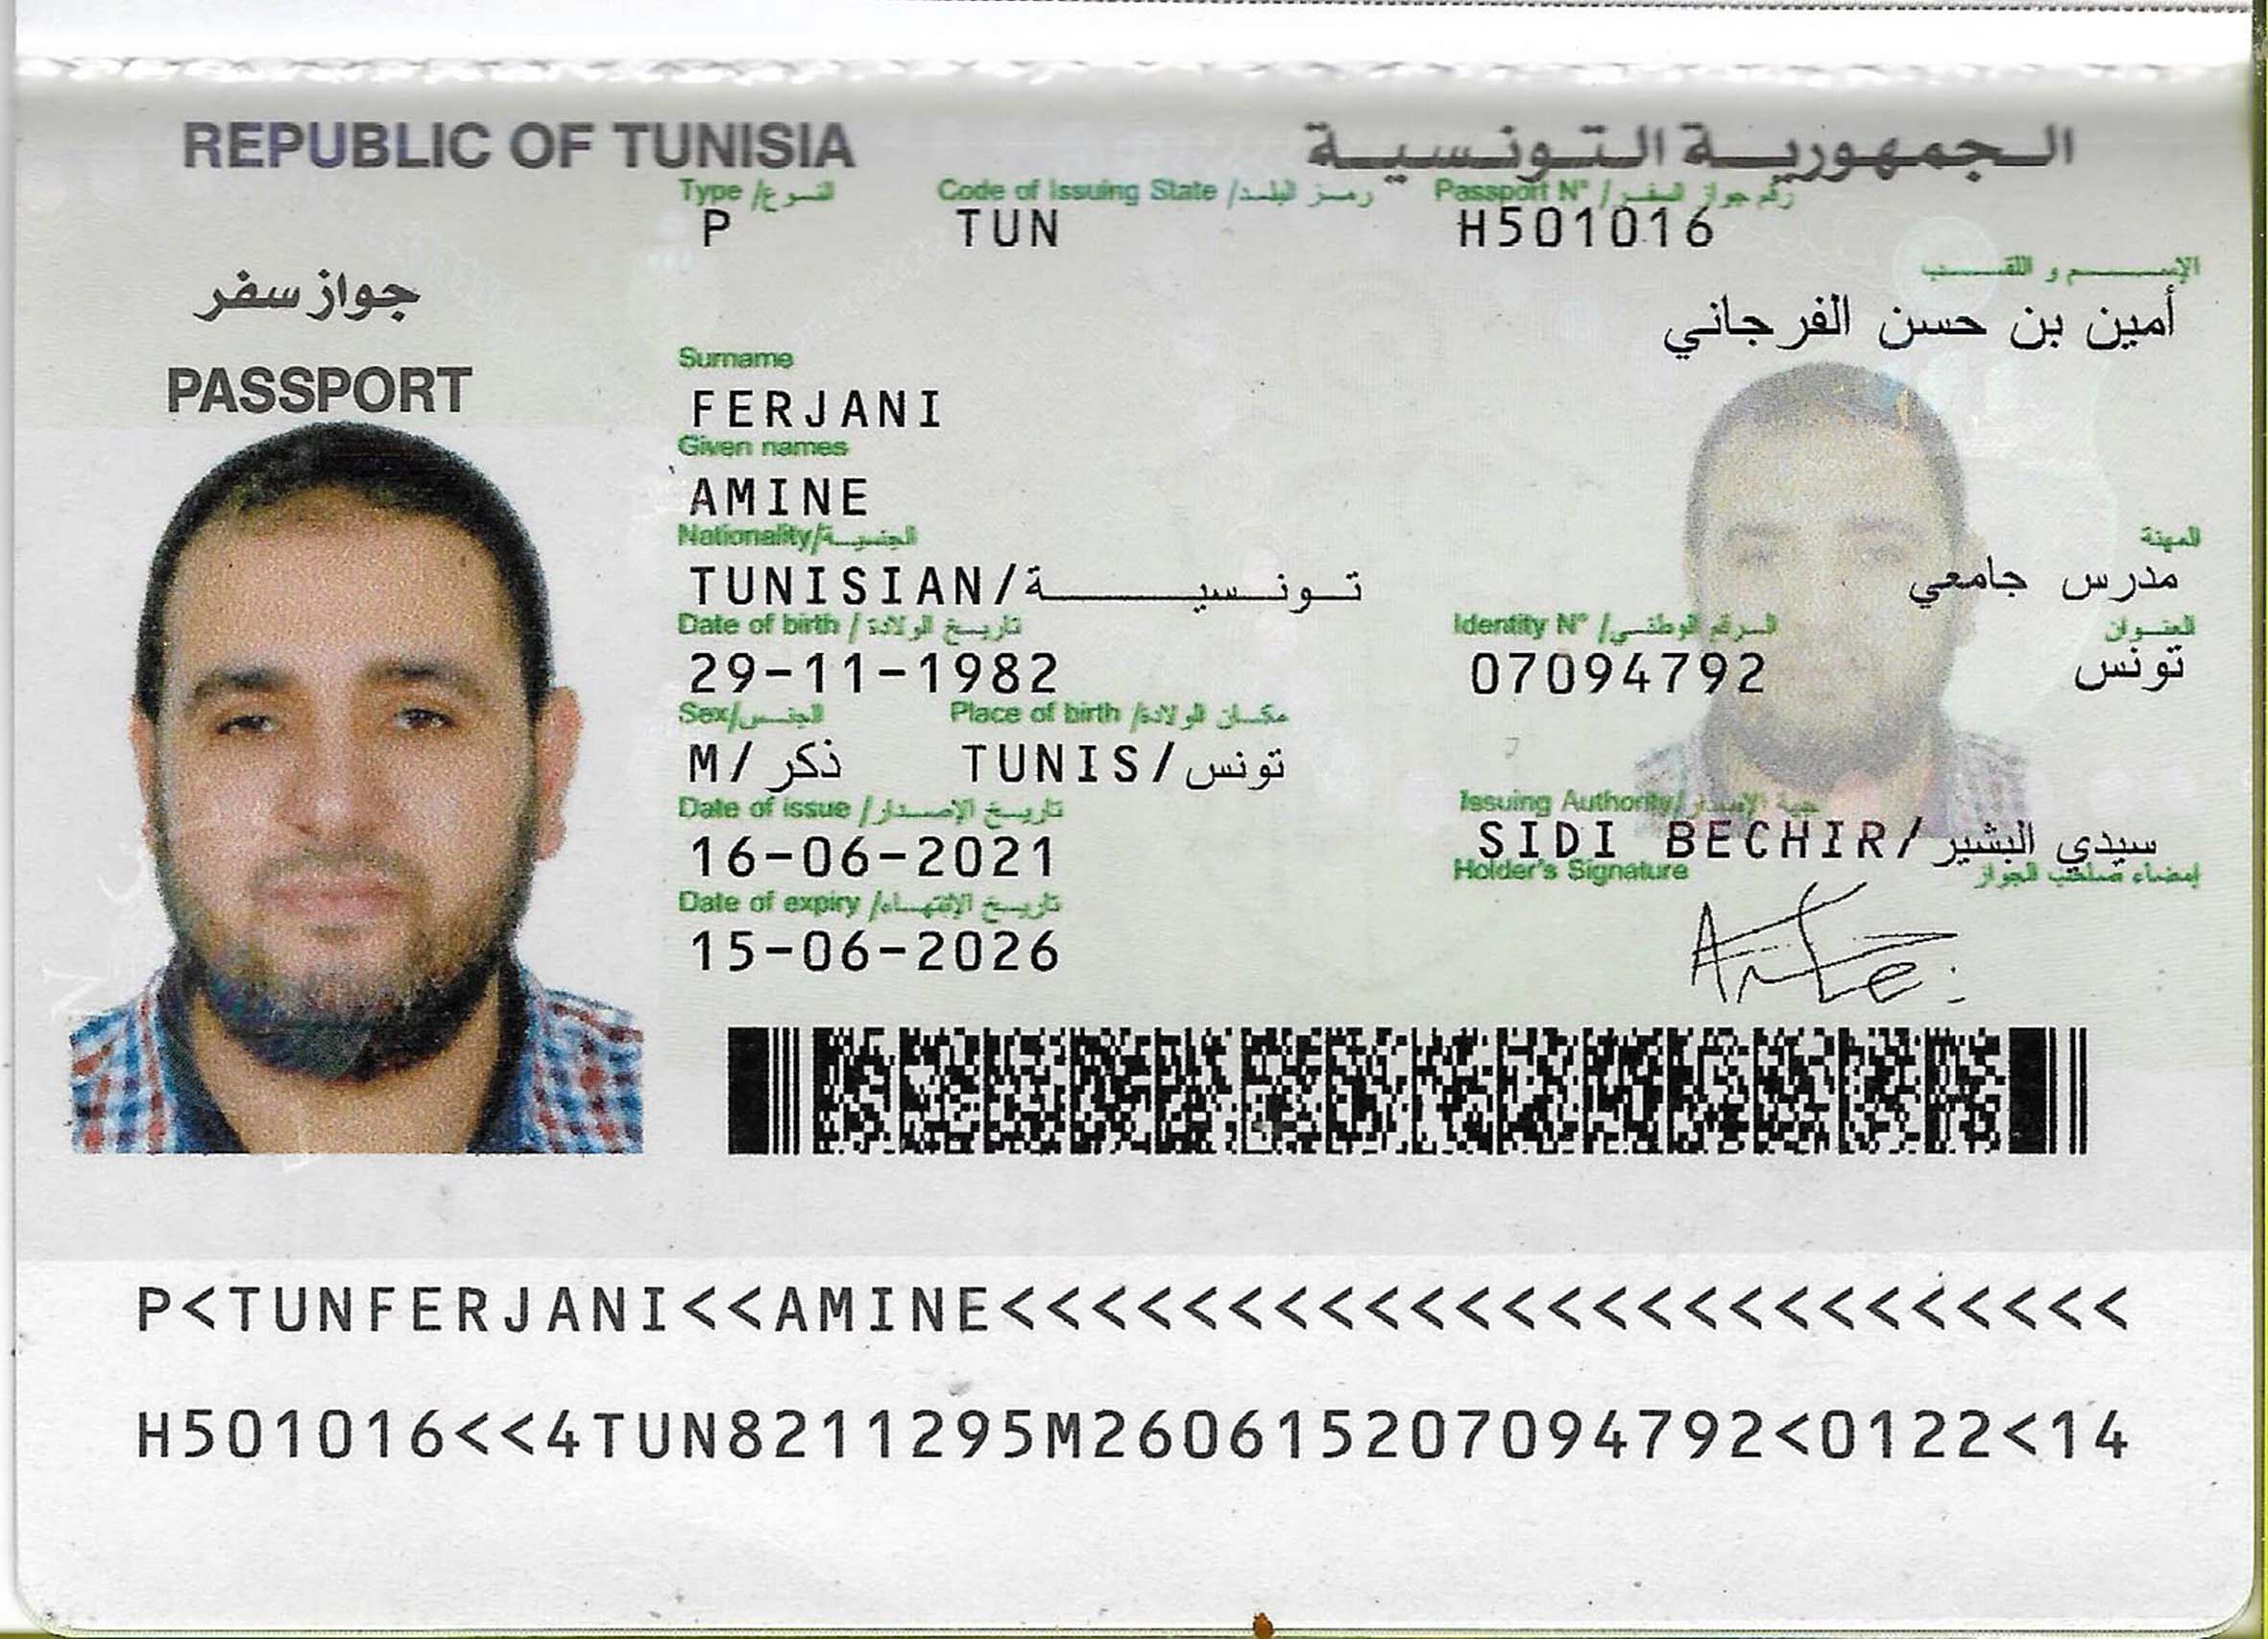 REPUBLIC OF TUNISIA الجمهورية التونسية
Type /النوع Code of Issuing State /رمز البلد Passport N° /رقم جواز السفر
P TUN H501016
جواز سفر
PASSPORT
الإسم و اللقب
أمين بن حسن الفرجاني
Surname
FERJANI
Given names
AMINE
Nationality/الجنسية
TUNISIAN/تونسية
المهنة
مدرس جامعي
Date of birth / تاريخ الولادة Identity N° /الرقم الوطني العنوان
29-11-1982 07094792 تونس
Sex/الجنس Place of birth /مكان الولادة
M/ ذكر TUNIS/تونس
Date of issue /تاريخ الإصدار Issuing Authority/جهة الإصدار
16-06-2021 SIDI BECHIR/سيدي البشير
Date of expiry /تاريخ الإنتهاء Holder's Signature إمضاء صاحب الجواز
15-06-2026
P<TUNFERJANI<<AMINE<<<<<<<<<<<<<<<<<<<<<<<<<
H501016<<4TUN8211295M260615207094792<0122<14